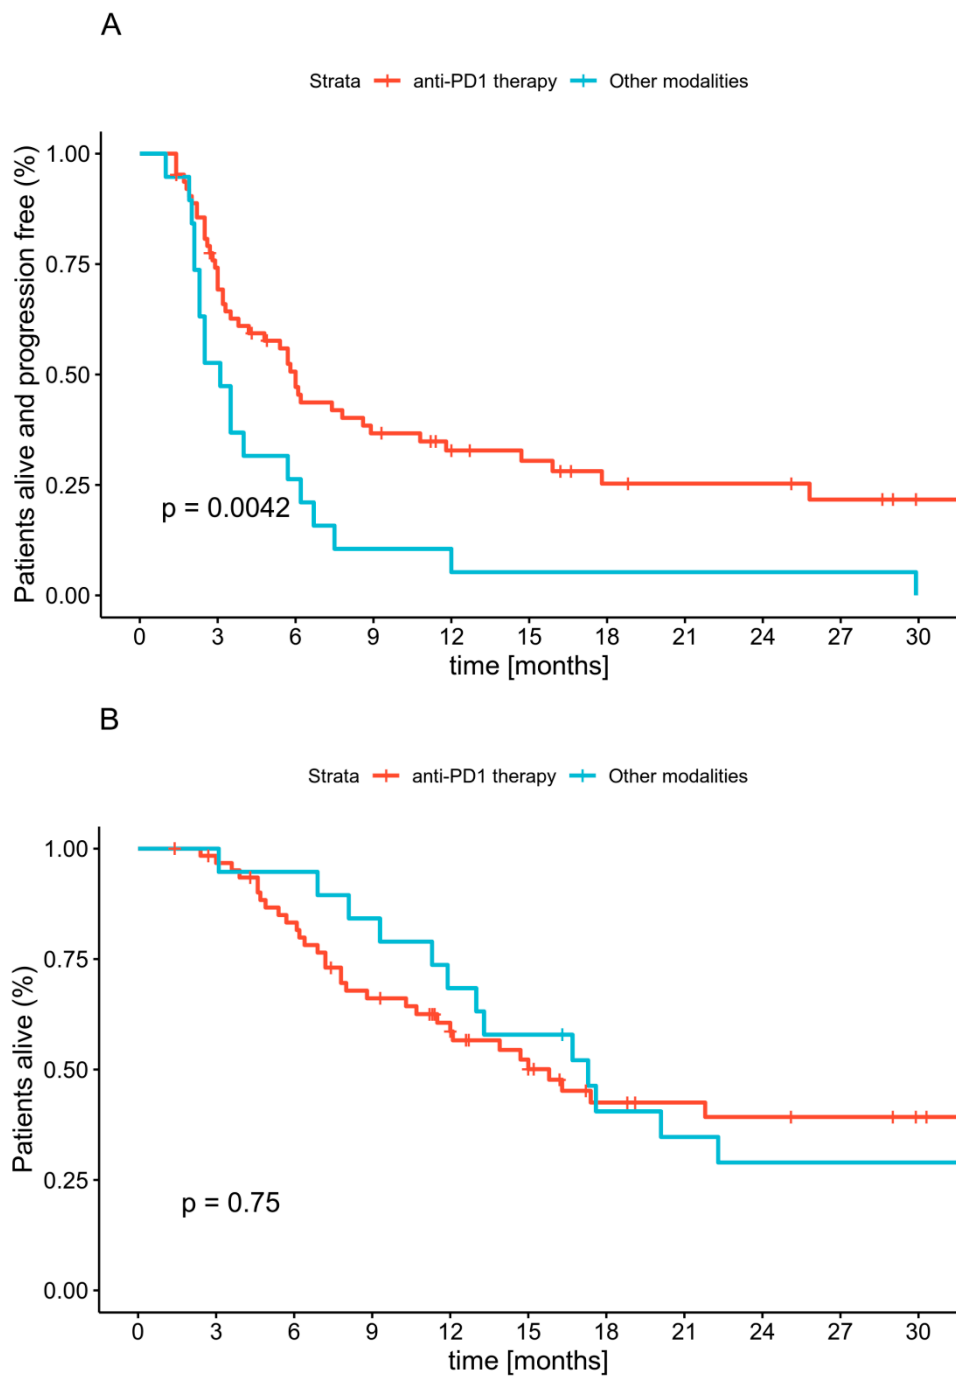 A
Strata anti-PD1 therapy Other modalities
Patients alive and progression free (%)
1.00
0.75
0.50
0.25
0.00
p = 0.0042
0 3 6 9 12 15 18 21 24 27 30
time [months]
B
Strata anti-PD1 therapy Other modalities
Patients alive (%)
1.00
0.75
0.50
0.25
0.00
p = 0.75
0 3 6 9 12 15 18 21 24 27 30
time [months]